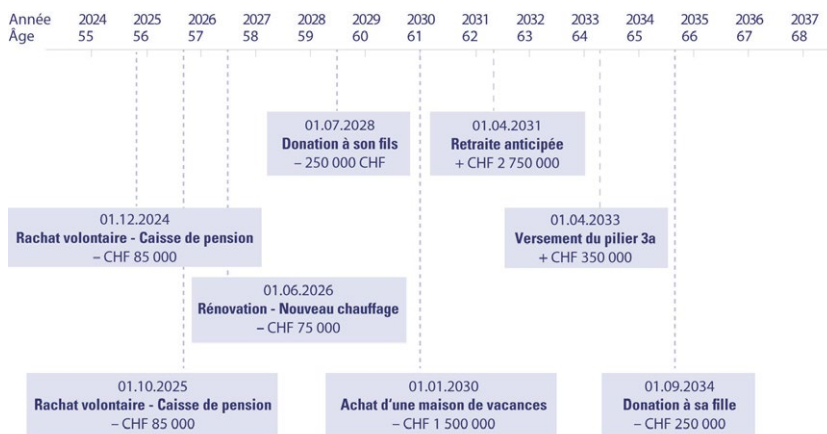 Année 2024 2025 2026 2027 2028 2029 2030 2031 2032 2033 2034 2035 2036 2037
Âge 55 56 57 58 59 60 61 62 63 64 65 66 67 68
01.07.2028
Donation à son fils
– 250 000 CHF
01.04.2031
Retraite anticipée
+ CHF 2 750 000
01.12.2024
Rachat volontaire - Caisse de pension
– CHF 85 000
01.04.2033
Versement du pilier 3a
+ CHF 350 000
01.06.2026
Rénovation - Nouveau chauffage
– CHF 75 000
01.10.2025
Rachat volontaire - Caisse de pension
– CHF 85 000
01.01.2030
Achat d’une maison de vacances
– CHF 1 500 000
01.09.2034
Donation à sa fille
– CHF 250 000